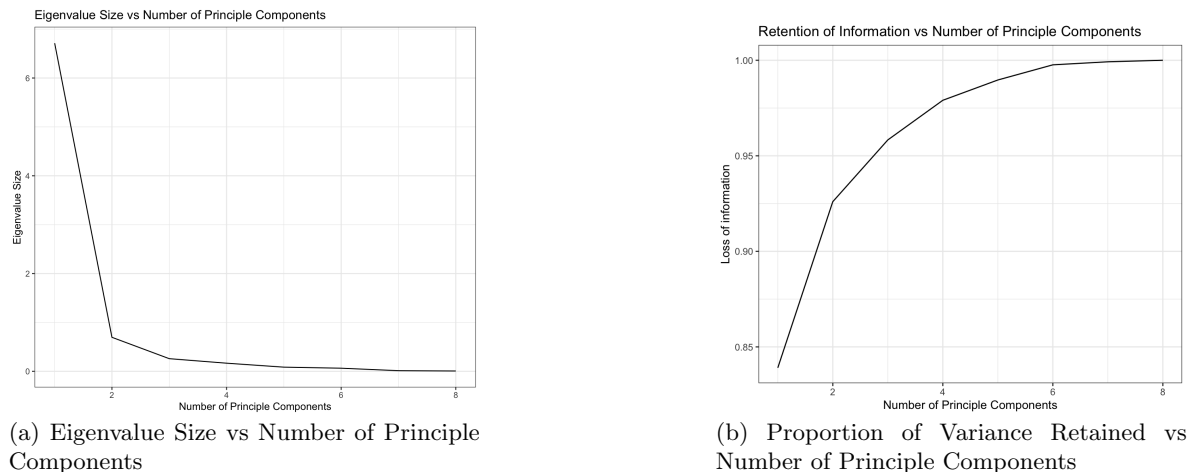 Eigenvalue Size vs Number of Principle Components
6
4
2
0
Eigenvalue Size
2
4
6
8
Number of Principle Components
(a) Eigenvalue Size vs Number of Principle
Components
Retention of Information vs Number of Principle Components
1.00
0.95
0.90
0.85
Loss of information
2
4
6
8
Number of Principle Components
(b) Proportion of Variance Retained vs
Number of Principle Components